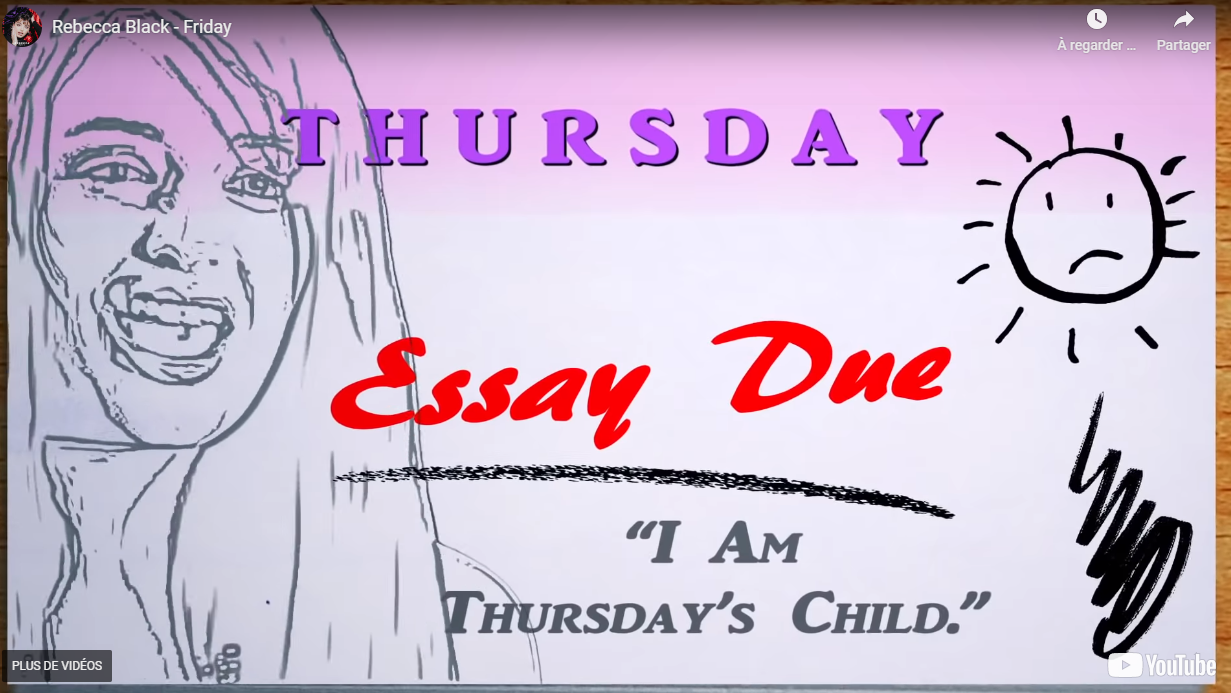 Rebecca Black - Friday
À regarder ...
Partager
THURSDAY
Essay Due
“I Am
Thursday’s Child.”
PLUS DE VIDÉOS
YouTube